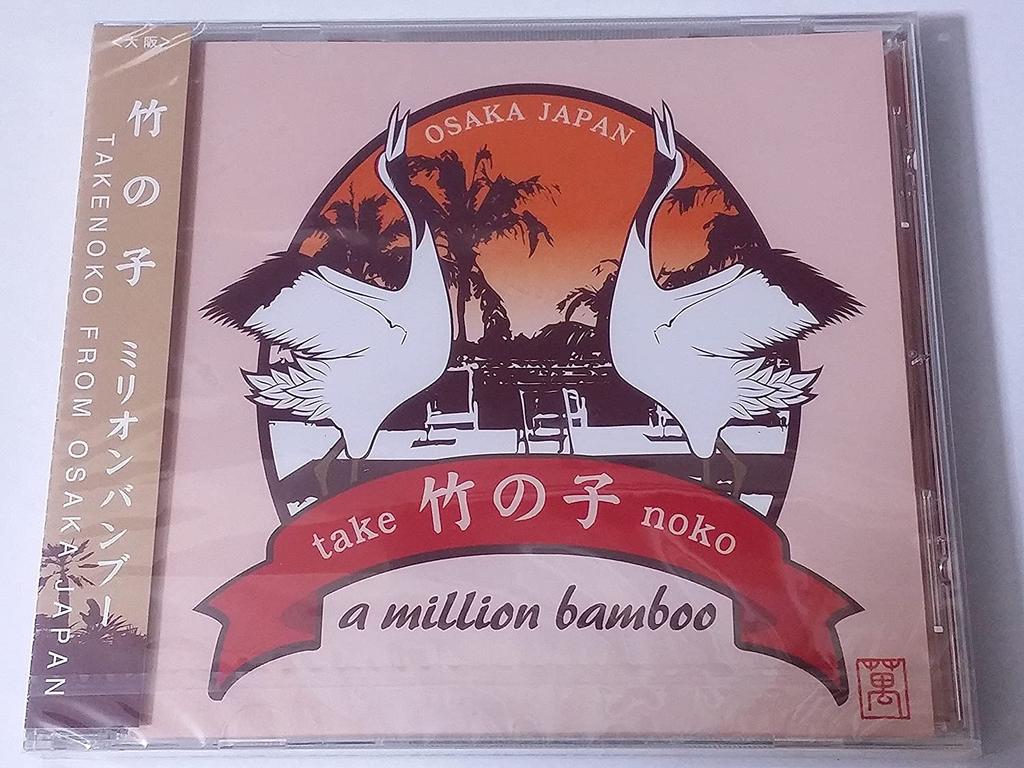 <大阪>
竹の子 ミリオンバンブー
TAKENOKO FROM OSAKA JAPAN
OSAKA JAPAN
take 竹の子 noko
a million bamboo
萬